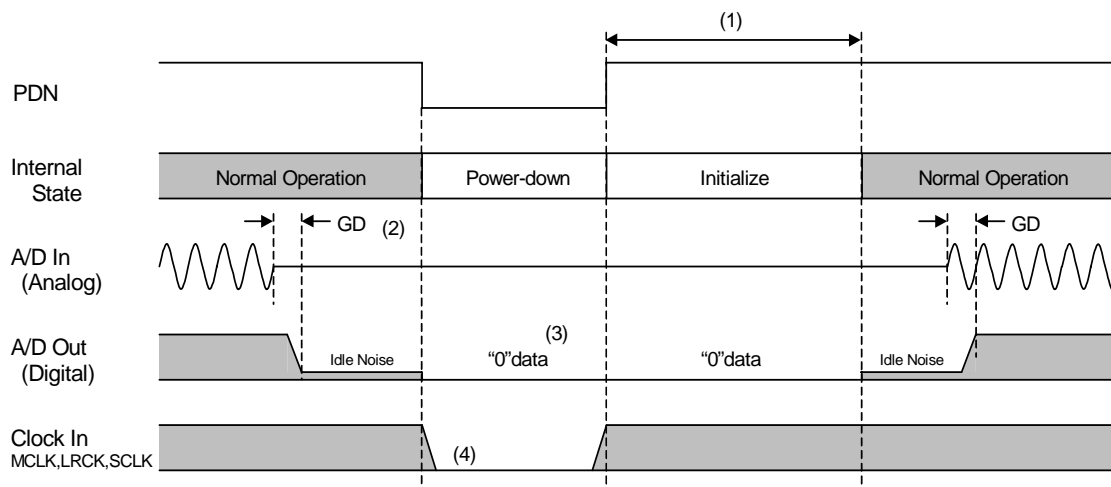 (1)
PDN
Internal
State
Normal Operation
Power-down
Initialize
Normal Operation
GD
(2)
GD
A/D In
(Analog)
A/D Out
(Digital)
Idle Noise
(3)
“0”data
“0”data
Idle Noise
Clock In
MCLK,LRCK,SCLK
(4)